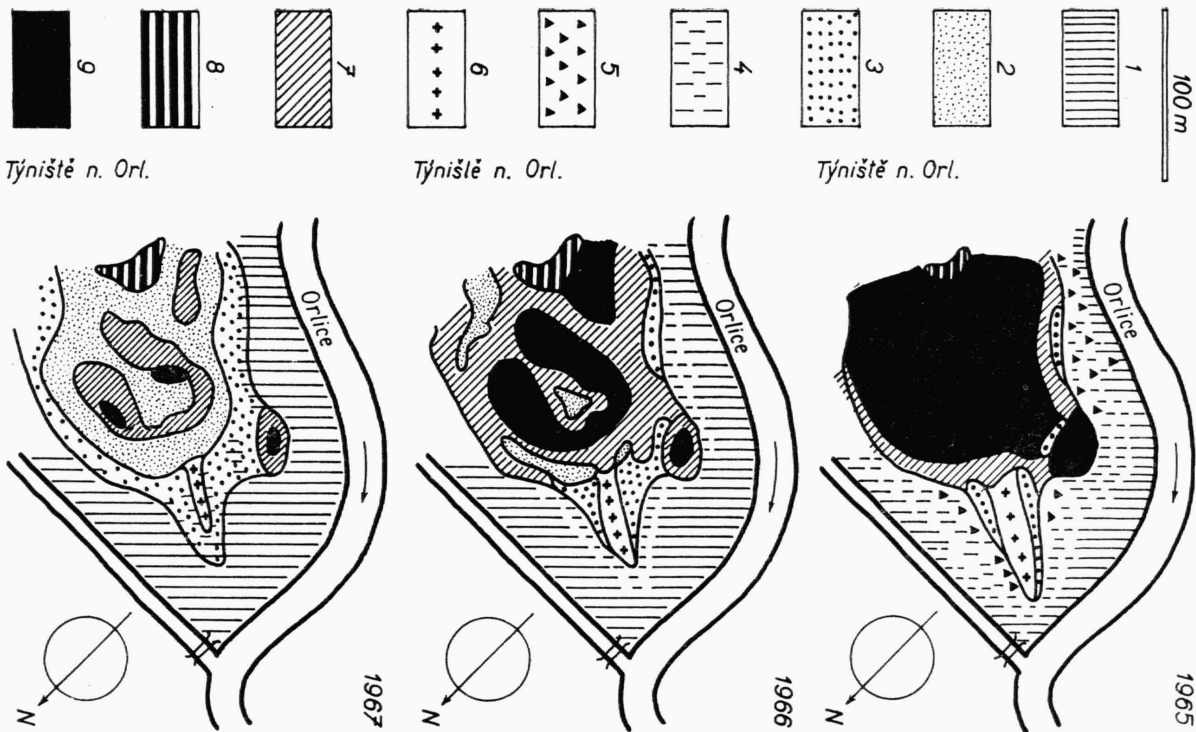 9
8
7
6
5
4
3
2
1
100 m
Týniště n. Orl.
Týnišlě n. Orl.
Týniště n. Orl.
Orlice
Orlice
Orlice
N
1967
N
1966
N
1965